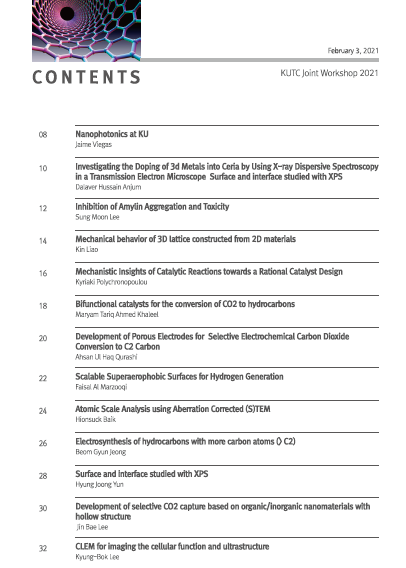 February 3, 2021
CONTENTS
KUTC Joint Workshop 2021
08
Nanophotonics at KU
Jaime Viegas
10
Investigating the Doping of 3d Metals into Ceria by Using X-ray Dispersive Spectroscopy
in a Transmission Electron Microscope Surface and interface studied with XPS
Dalaver Hussain Anjum
12
Inhibition of Amylin Aggregation and Toxicity
Sung Moon Lee
14
Mechanical behavior of 3D lattice constructed from 2D materials
Kin Liao
16
Mechanistic Insights of Catalytic Reactions towards a Rational Catalyst Design
Kyriaki Polychronopoulou
18
Bifunctional catalysts for the conversion of CO2 to hydrocarbons
Maryam Tariq Ahmed Khaleel
20
Development of Porous Electrodes for Selective Electrochemical Carbon Dioxide
Conversion to C2 Carbon
Ahsan Ul Haq Qurashi
22
Scalable Superaerophobic Surfaces for Hydrogen Generation
Faisal Al Marzooqi
24
Atomic Scale Analysis using Aberration Corrected (S)TEM
Hionsuck Baik
26
Electrosynthesis of hydrocarbons with more carbon atoms (> C2)
Beom Gyun Jeong
28
Surface and interface studied with XPS
Hyung Joong Yun
30
Development of selective CO2 capture based on organic/inorganic nanomaterials with
hollow structure
Jin Bae Lee
32
CLEM for imaging the cellular function and ultrastructure
Kyung-Bok Lee